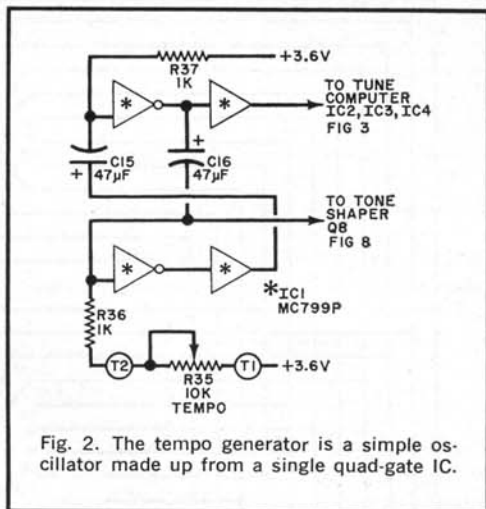 +3.6V
R37
1K
*
*
TO TUNE
COMPUTER
IC2, IC3, IC4
FIG 3
+
C15
47µF
+
C16
47µF
TO TONE
SHAPER
Q8
FIG 8
*
*
*IC1
MC799P
R36
1K
T2
R35
10K
TEMPO
T1
+3.6V
Fig. 2. The tempo generator is a simple os-
cillator made up from a single quad-gate IC.